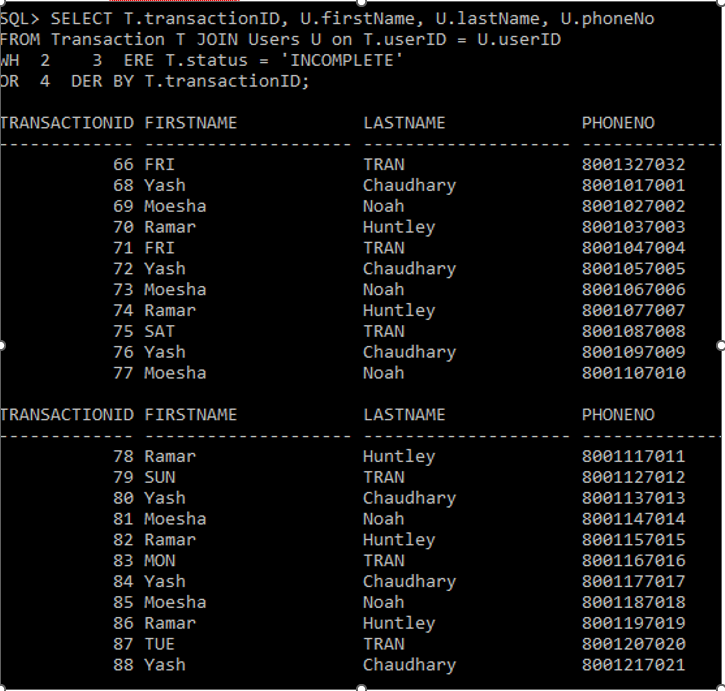 SQL> SELECT T.transactionID, U.firstName, U.lastName, U.phoneNo
FROM Transaction T JOIN Users U on T.userID = U.userID
WH  2    3  ERE T.status = 'INCOMPLETE'
OR  4  DER BY T.transactionID;
TRANSACTIONID FIRSTNAME            LASTNAME             PHONENO
------------- -------------------- -------------------- -------------
           66 FRI                  TRAN                 8001327032
           68 Yash                 Chaudhary            8001017001
           69 Moesha               Noah                 8001027002
           70 Ramar                Huntley              8001037003
           71 FRI                  TRAN                 8001047004
           72 Yash                 Chaudhary            8001057005
           73 Moesha               Noah                 8001067006
           74 Ramar                Huntley              8001077007
           75 SAT                  TRAN                 8001087008
           76 Yash                 Chaudhary            8001097009
           77 Moesha               Noah                 8001107010
TRANSACTIONID FIRSTNAME            LASTNAME             PHONENO
------------- -------------------- -------------------- -------------
           78 Ramar                Huntley              8001117011
           79 SUN                  TRAN                 8001127012
           80 Yash                 Chaudhary            8001137013
           81 Moesha               Noah                 8001147014
           82 Ramar                Huntley              8001157015
           83 MON                  TRAN                 8001167016
           84 Yash                 Chaudhary            8001177017
           85 Moesha               Noah                 8001187018
           86 Ramar                Huntley              8001197019
           87 TUE                  TRAN                 8001207020
           88 Yash                 Chaudhary            8001217021